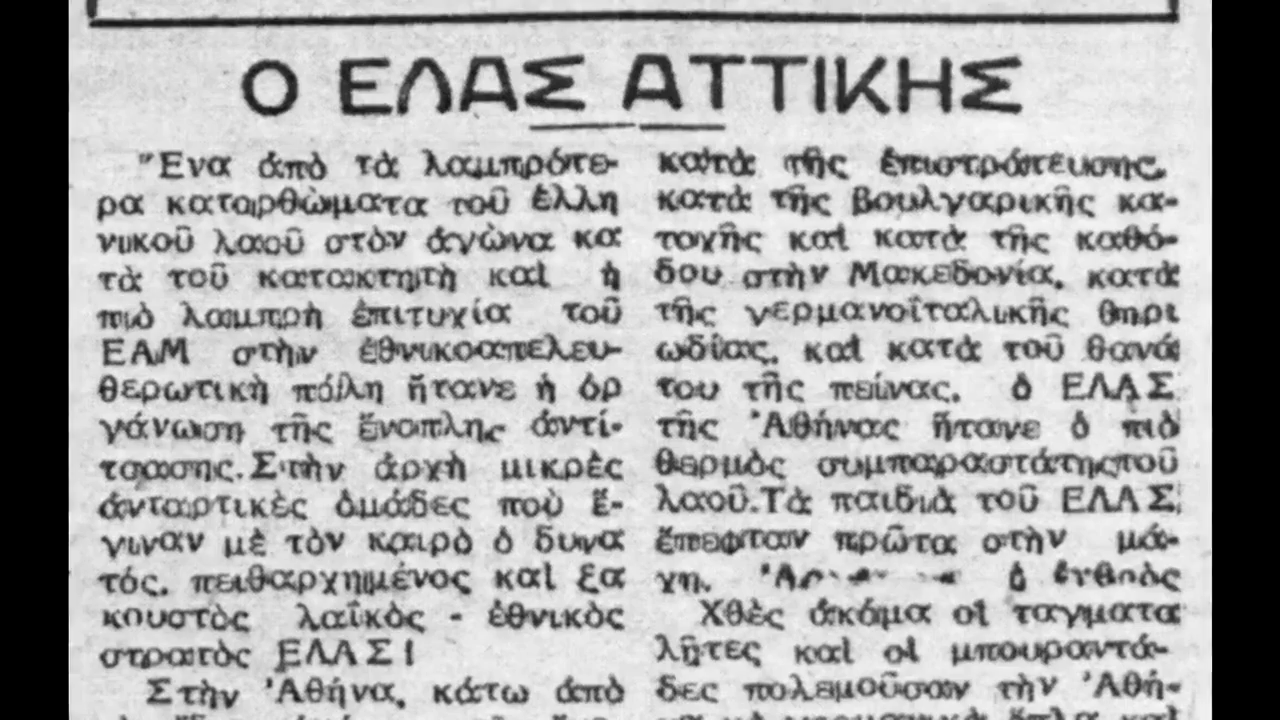 Ο ΕΛΑΣ ΑΤΤΙΚΗΣ
Ἕνα ἀπὸ τὰ λαμπρότε-
ρα κατορθώματα τοῦ ἑλλη
νικοῦ λαοῦ στὸν ἀγώνα κα
τὰ τοῦ κατακτητὴ καὶ ἡ
πιὸ λαμπρὴ ἐπιτυχία τοῦ
ΕΑΜ στὴν ἐθνικοαπελευ-
θερωτικὴ πάλη ἤτανε ἡ ὀρ
γάνωση τῆς ἔνοπλης ἀντί-
τσασης. Στὴν ἀρχὴ μικρὲς
ἀνταρτικὲς ὁμάδες ποὺ ἔ-
γιναν μὲ τὸν καιρὸ ὁ δυνα
τός, πειθαρχημένος καὶ ξα
κουστὸς λαϊκὸς - ἐθνικὸς
στρατὸς ΕΛΑΣ!
Στὴν Ἀθήνα, κάτω ἀπὸ
κατὰ τῆς ἐπιστράτευσης,
κατὰ τῆς βουλγαρικῆς κα-
τοχῆς καὶ κατὰ τῆς καθό-
δου στὴν Μακεδονία, κατὰ
τῆς γερμανοϊταλικῆς θηρι
ωδίας, καὶ κατὰ τοῦ θανά
του τῆς πείνας, ὁ ΕΛΑΣ
τῆς Ἀθήνας ἤτανε ὁ πιὸ
θερμὸς συμπαραστάτης τοῦ
λαοῦ. Τὰ παιδιὰ τοῦ ΕΛΑΣ
ἔπεφταν πρῶτα στὴν μά-
χη. ὁ ἐχθρὸς
Χθὲς ἀκόμα οἱ ταγματα
λῆτες καὶ οἱ μπουραντά-
δες πολεμοῦσαν τὴν Ἀθή-